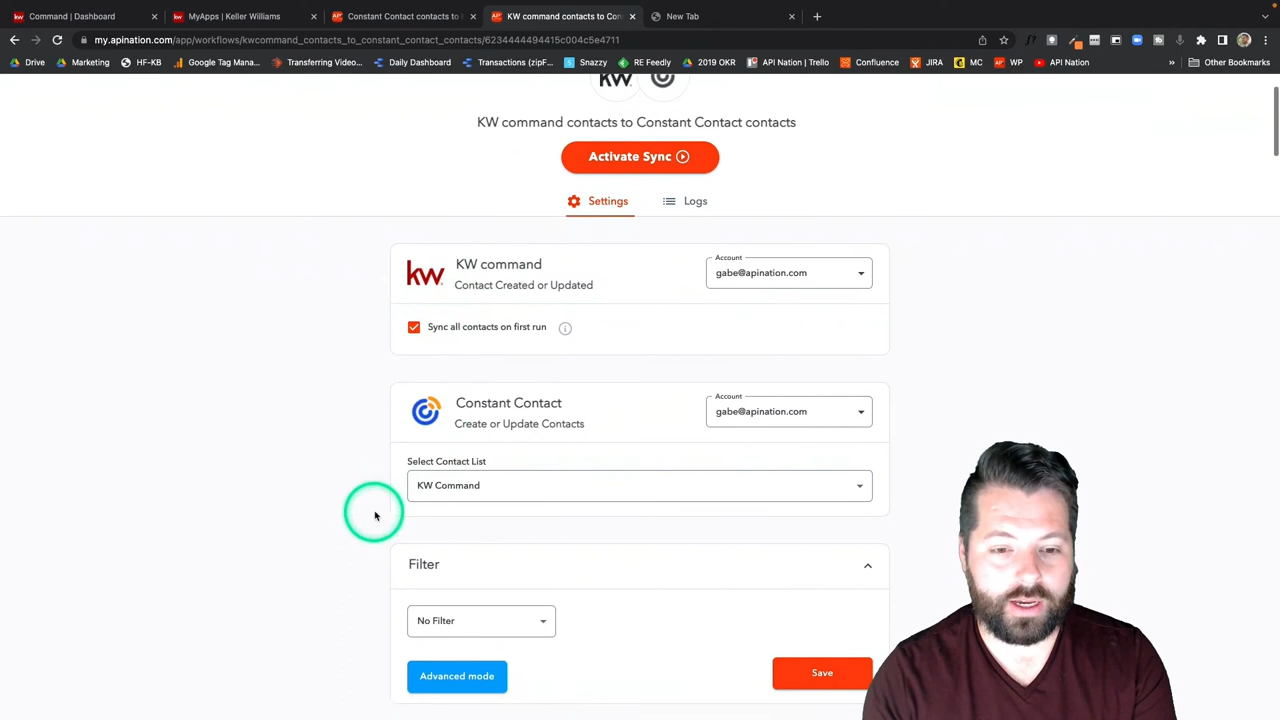 Command | Dashboard
MyApps | Keller Williams
Constant Contact contacts to
KW command contacts to Con
New Tab
my.apination.com/app/workflows/kwcommand_contacts_to_constant_contact_contacts/6234444494415c004c5e4711
Drive
Marketing
HF-KB
Google Tag Mana...
Transferring Video...
Daily Dashboard
Transactions (zipF...
Snazzy
RE Feedly
2019 OKR
API Nation | Trello
Confluence
JIRA
MC
WP
API Nation
»
Other Bookmarks
kw.
KW command contacts to Constant Contact contacts
Activate Sync
Settings
Logs
kw.
KW command
Contact Created or Updated
Account
gabe@apination.com
Sync all contacts on first run
Constant Contact
Create or Update Contacts
Account
gabe@apination.com
Select Contact List
KW Command
Filter
No Filter
Advanced mode
Save